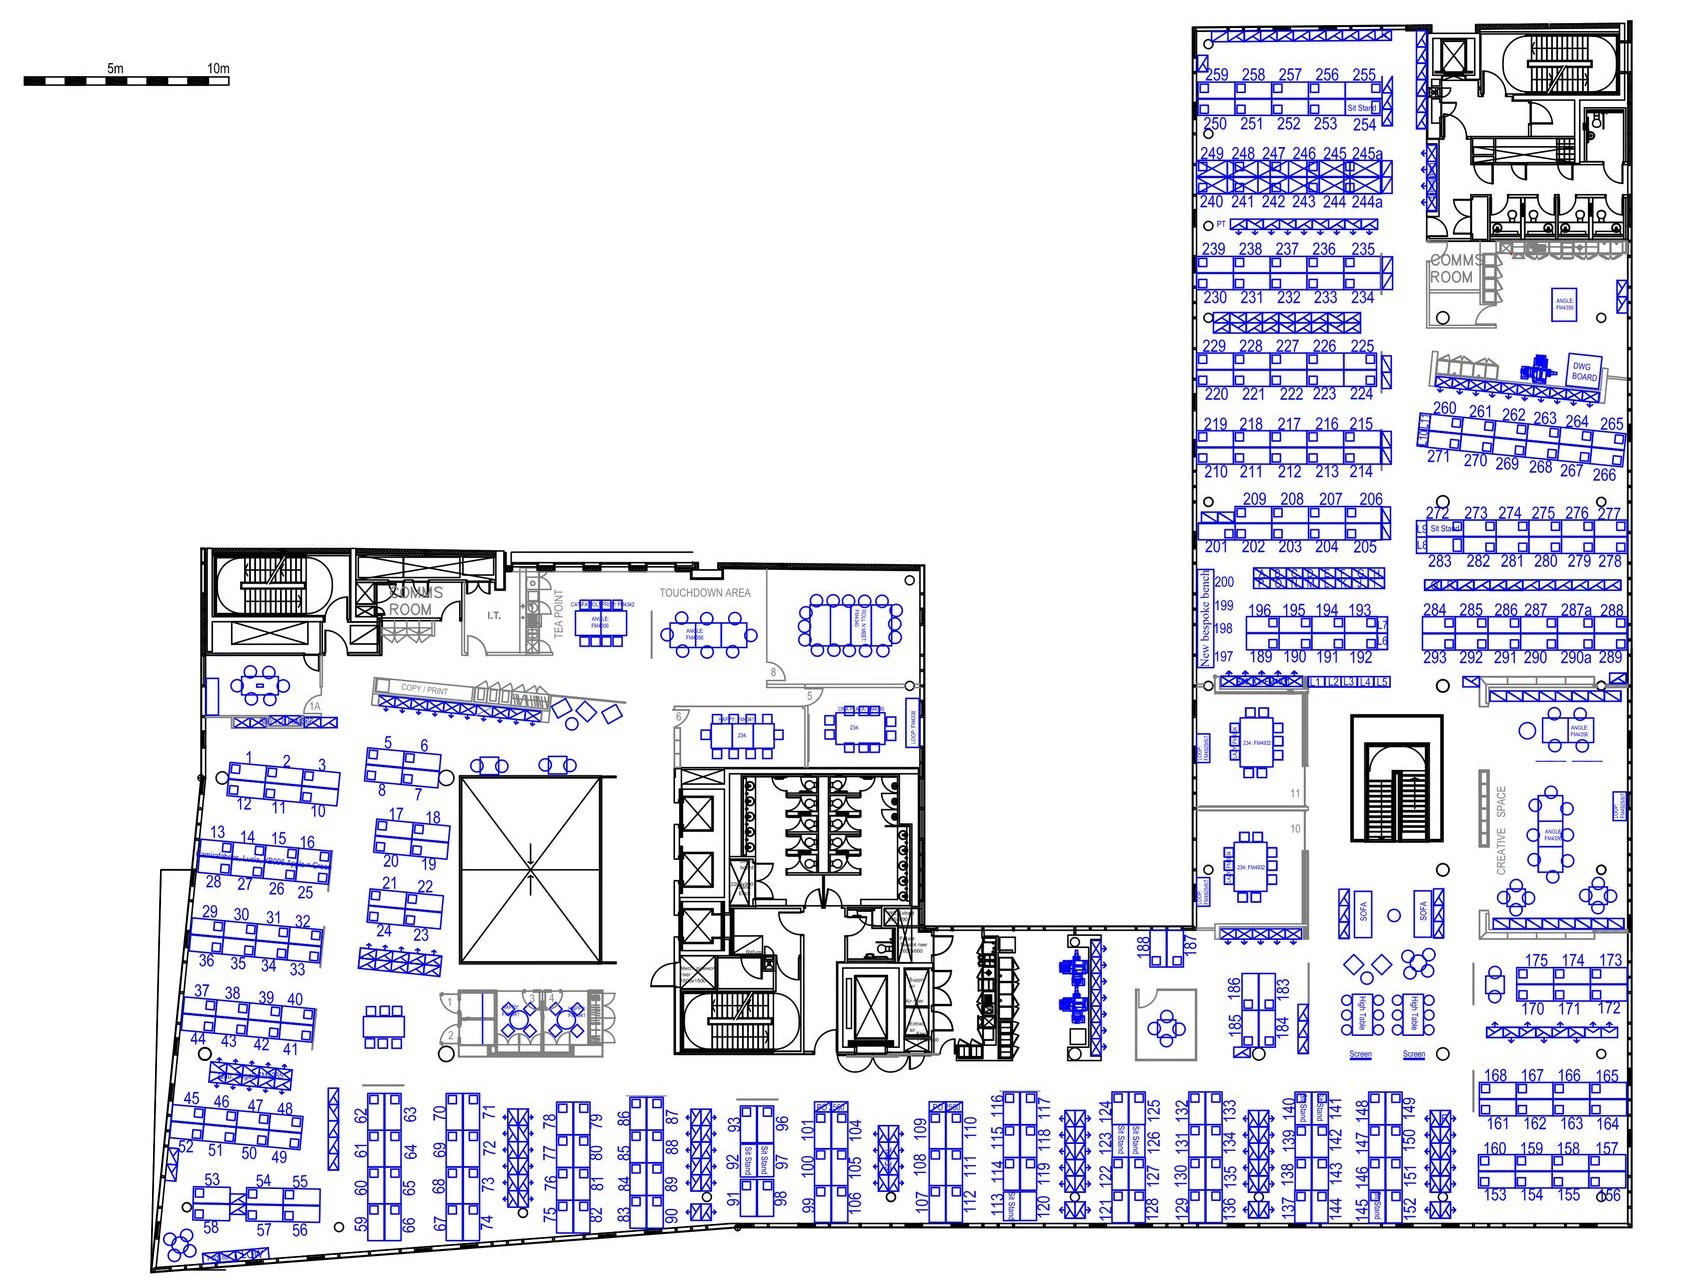 5m 10m
259 258 257 256 255
Sit Stand
250 251 252 253 254
249 248 247 246 245 245a
240 241 242 243 244 244a
PT
239 238 237 236 235
230 231 232 233 234
229 228 227 226 225
220 221 222 223 224
219 218 217 216 215
210 211 212 213 214
209 208 207 206
201 202 203 204 205
New bespoke bench
200
199
198
197
196 195 194 193
L7
L6
189 190 191 192
L1 L2 L3 L4 L5
COMMS
ROOM
ANGLE:
FM4356
DWG
BOARD
260 261 262 263 264 265
L10 L11
271 270 269 268 267 266
272 273 274 275 276 277
L9 Sit Stand
L8
283 282 281 280 279 278
284 285 286 287 287a 288
293 292 291 290 290a 289
COMMS
ROOM
I.T.
TEA POINT
ANGLE:
FM4356
TOUCHDOWN AREA
ANGLE:
FM4356
8
5
6
234:
234:
1A
COPY / PRINT
1 2 3
12 11 10
5 6
8 7
13 14 15 16
28 27 26 25
17 18
20 19
21 22
24 23
29 30 31 32
36 35 34 33
37 38 39 40
44 43 42 41
45 46 47 48
52 51 50 49
53 54 55
58 57 56
1
2
3 4
234: FM4932
11
10
234: FM4932
ANGLE:
FM4356
CREATIVE SPACE
ANGLE:
FM4356
SOFA SOFA
High Table High Table
Screen Screen
188 187
186 183
185 184
175 174 173
170 171 172
168 167 166 165
161 162 163 164
160 159 158 157
153 154 155 156
62 63
61 64
60 65
59 66
70 71
69 72
68 73
67 74
78 79
77 80
76 81
75 82
86 87
85 88
84 89
83 90
93 96
92 Sit Stand 97
91 98
101 104
100 105
99 106
109 110
108 111
107 112
116 117
115 118
114 119
113 Sit Stand 120
124 125
123 Sit Stand Sit Stand 126
122 127
121 128
132 133
131 134
130 135
129 136
140 Sit Stand 141
139 142
138 143
137 144
148 149
147 150
146 151
145 Sit Stand 152